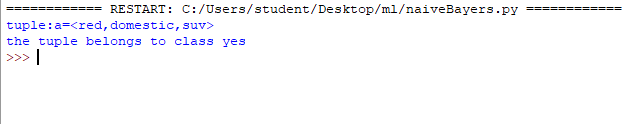 ============ RESTART: C:/Users/student/Desktop/ml/naiveBayers.py ============
tuple:a=<red,domestic,suv>
the tuple belongs to class yes
>>>